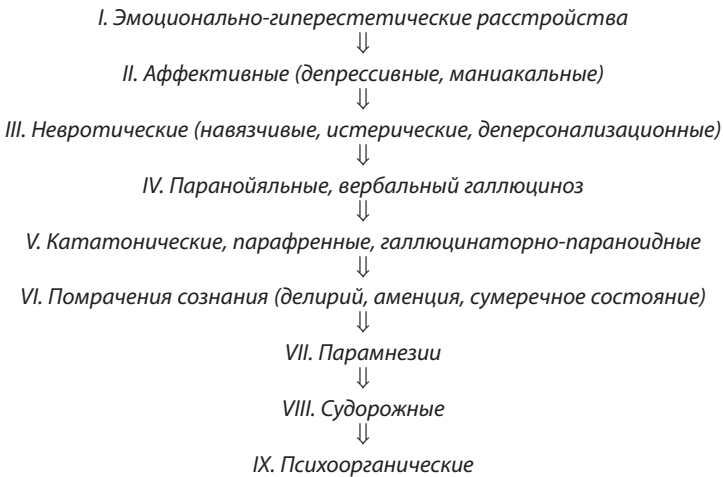 I. Эмоционально-гиперестетические расстройства
⇓
II. Аффективные (депрессивные, маниакальные)
⇓
III. Невротические (навязчивые, истерические, деперсонализационные)
⇓
IV. Паранойяльные, вербальный галлюциноз
⇓
V. Кататонические, парафренные, галлюцинаторно-параноидные
⇓
VI. Помрачения сознания (делирий, аменция, сумеречное состояние)
⇓
VII. Парамнезии
⇓
VIII. Судорожные
⇓
IX. Психоорганические